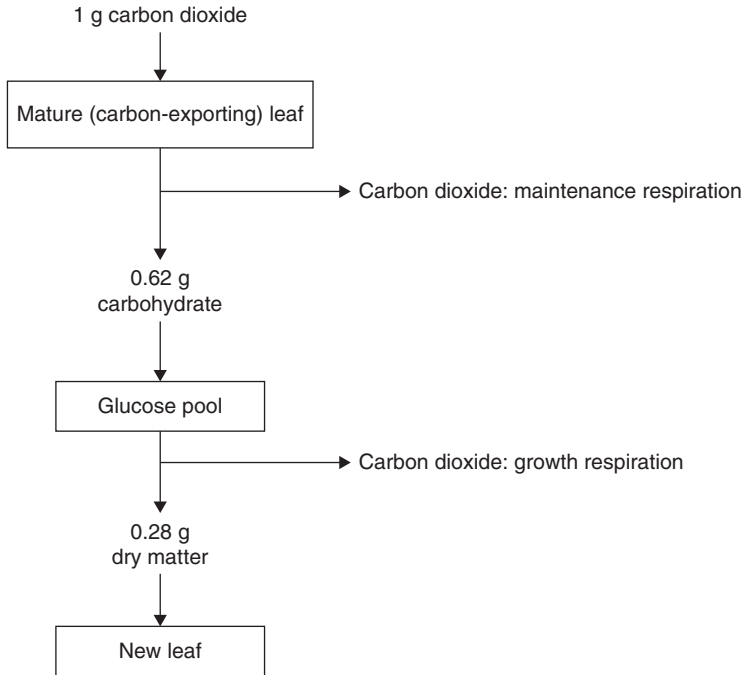 1 g carbon dioxide
Mature (carbon-exporting) leaf
Carbon dioxide: maintenance respiration
0.62 g
carbohydrate
Glucose pool
Carbon dioxide: growth respiration
0.28 g
dry matter
New leaf